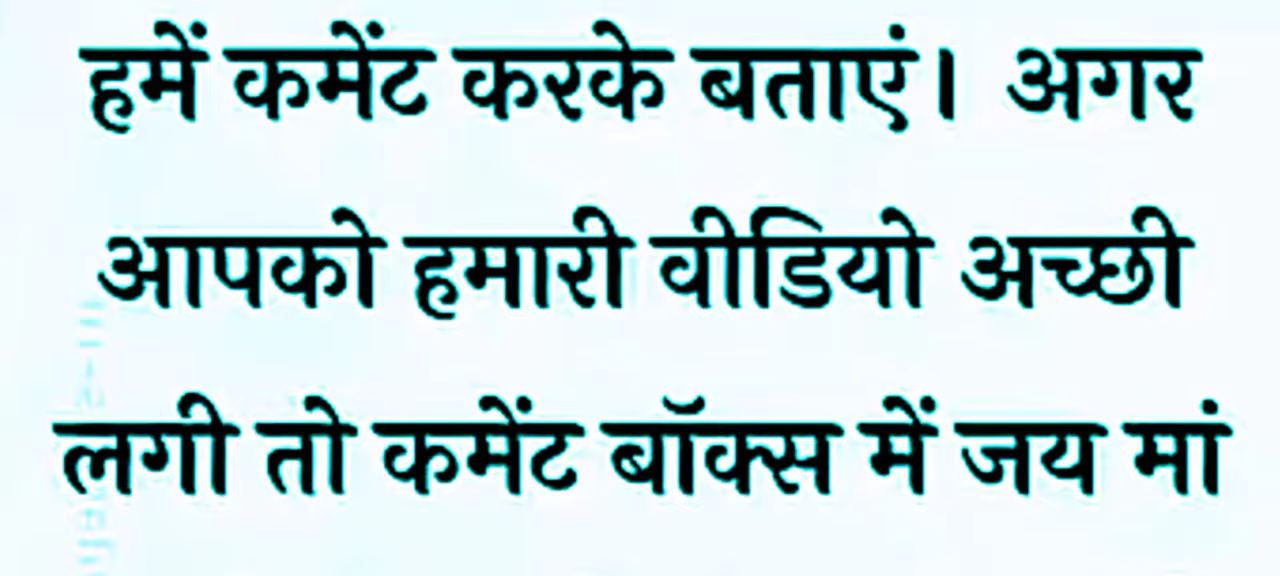 हमें कमेंट करके बताएं। अगर
आपको हमारी वीडियो अच्छी
लगी तो कमेंट बॉक्स में जय मां